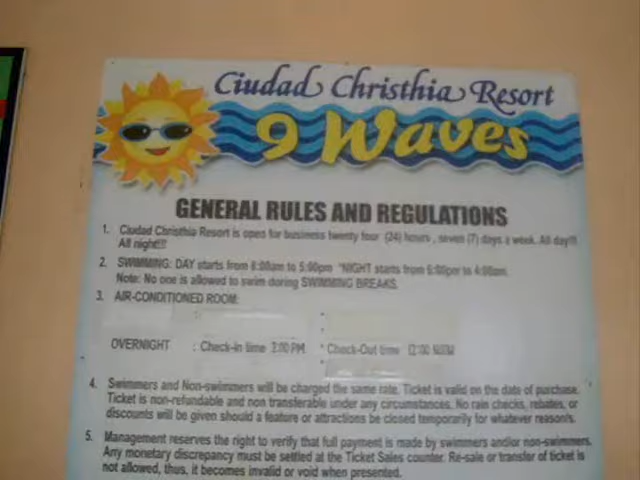 Ciudad Christhia Resort
9 Waves
GENERAL RULES AND REGULATIONS
1. Ciudad Christhia Resort is open for business twenty four (24) hours, seven (7) days a week. All day!!!
All night!!!
2. SWIMMING: DAY starts from 8:00am to 5:00pm *NIGHT starts from 6:00pm to 4:00am.
Note: No one is allowed to swim during SWIMMING BREAKS.
3. AIR-CONDITIONED ROOM:
OVERNIGHT : Check-in time 2:00 PM. * Check-Out time 12:00 NOON
4. Swimmers and Non-swimmers will be charged the same rate. Ticket is valid on the date of purchase.
Ticket is non-refundable and non transferable under any circumstances. No rain checks, rebates, or
discounts will be given should a feature or attractions be closed temporarily for whatever reason/s.
5. Management reserves the right to verify that full payment is made by swimmers and/or non-swimmers.
Any monetary discrepancy must be settled at the Ticket Sales counter. Re-sale or transfer of ticket is
not allowed, thus, it becomes invalid or void when presented.